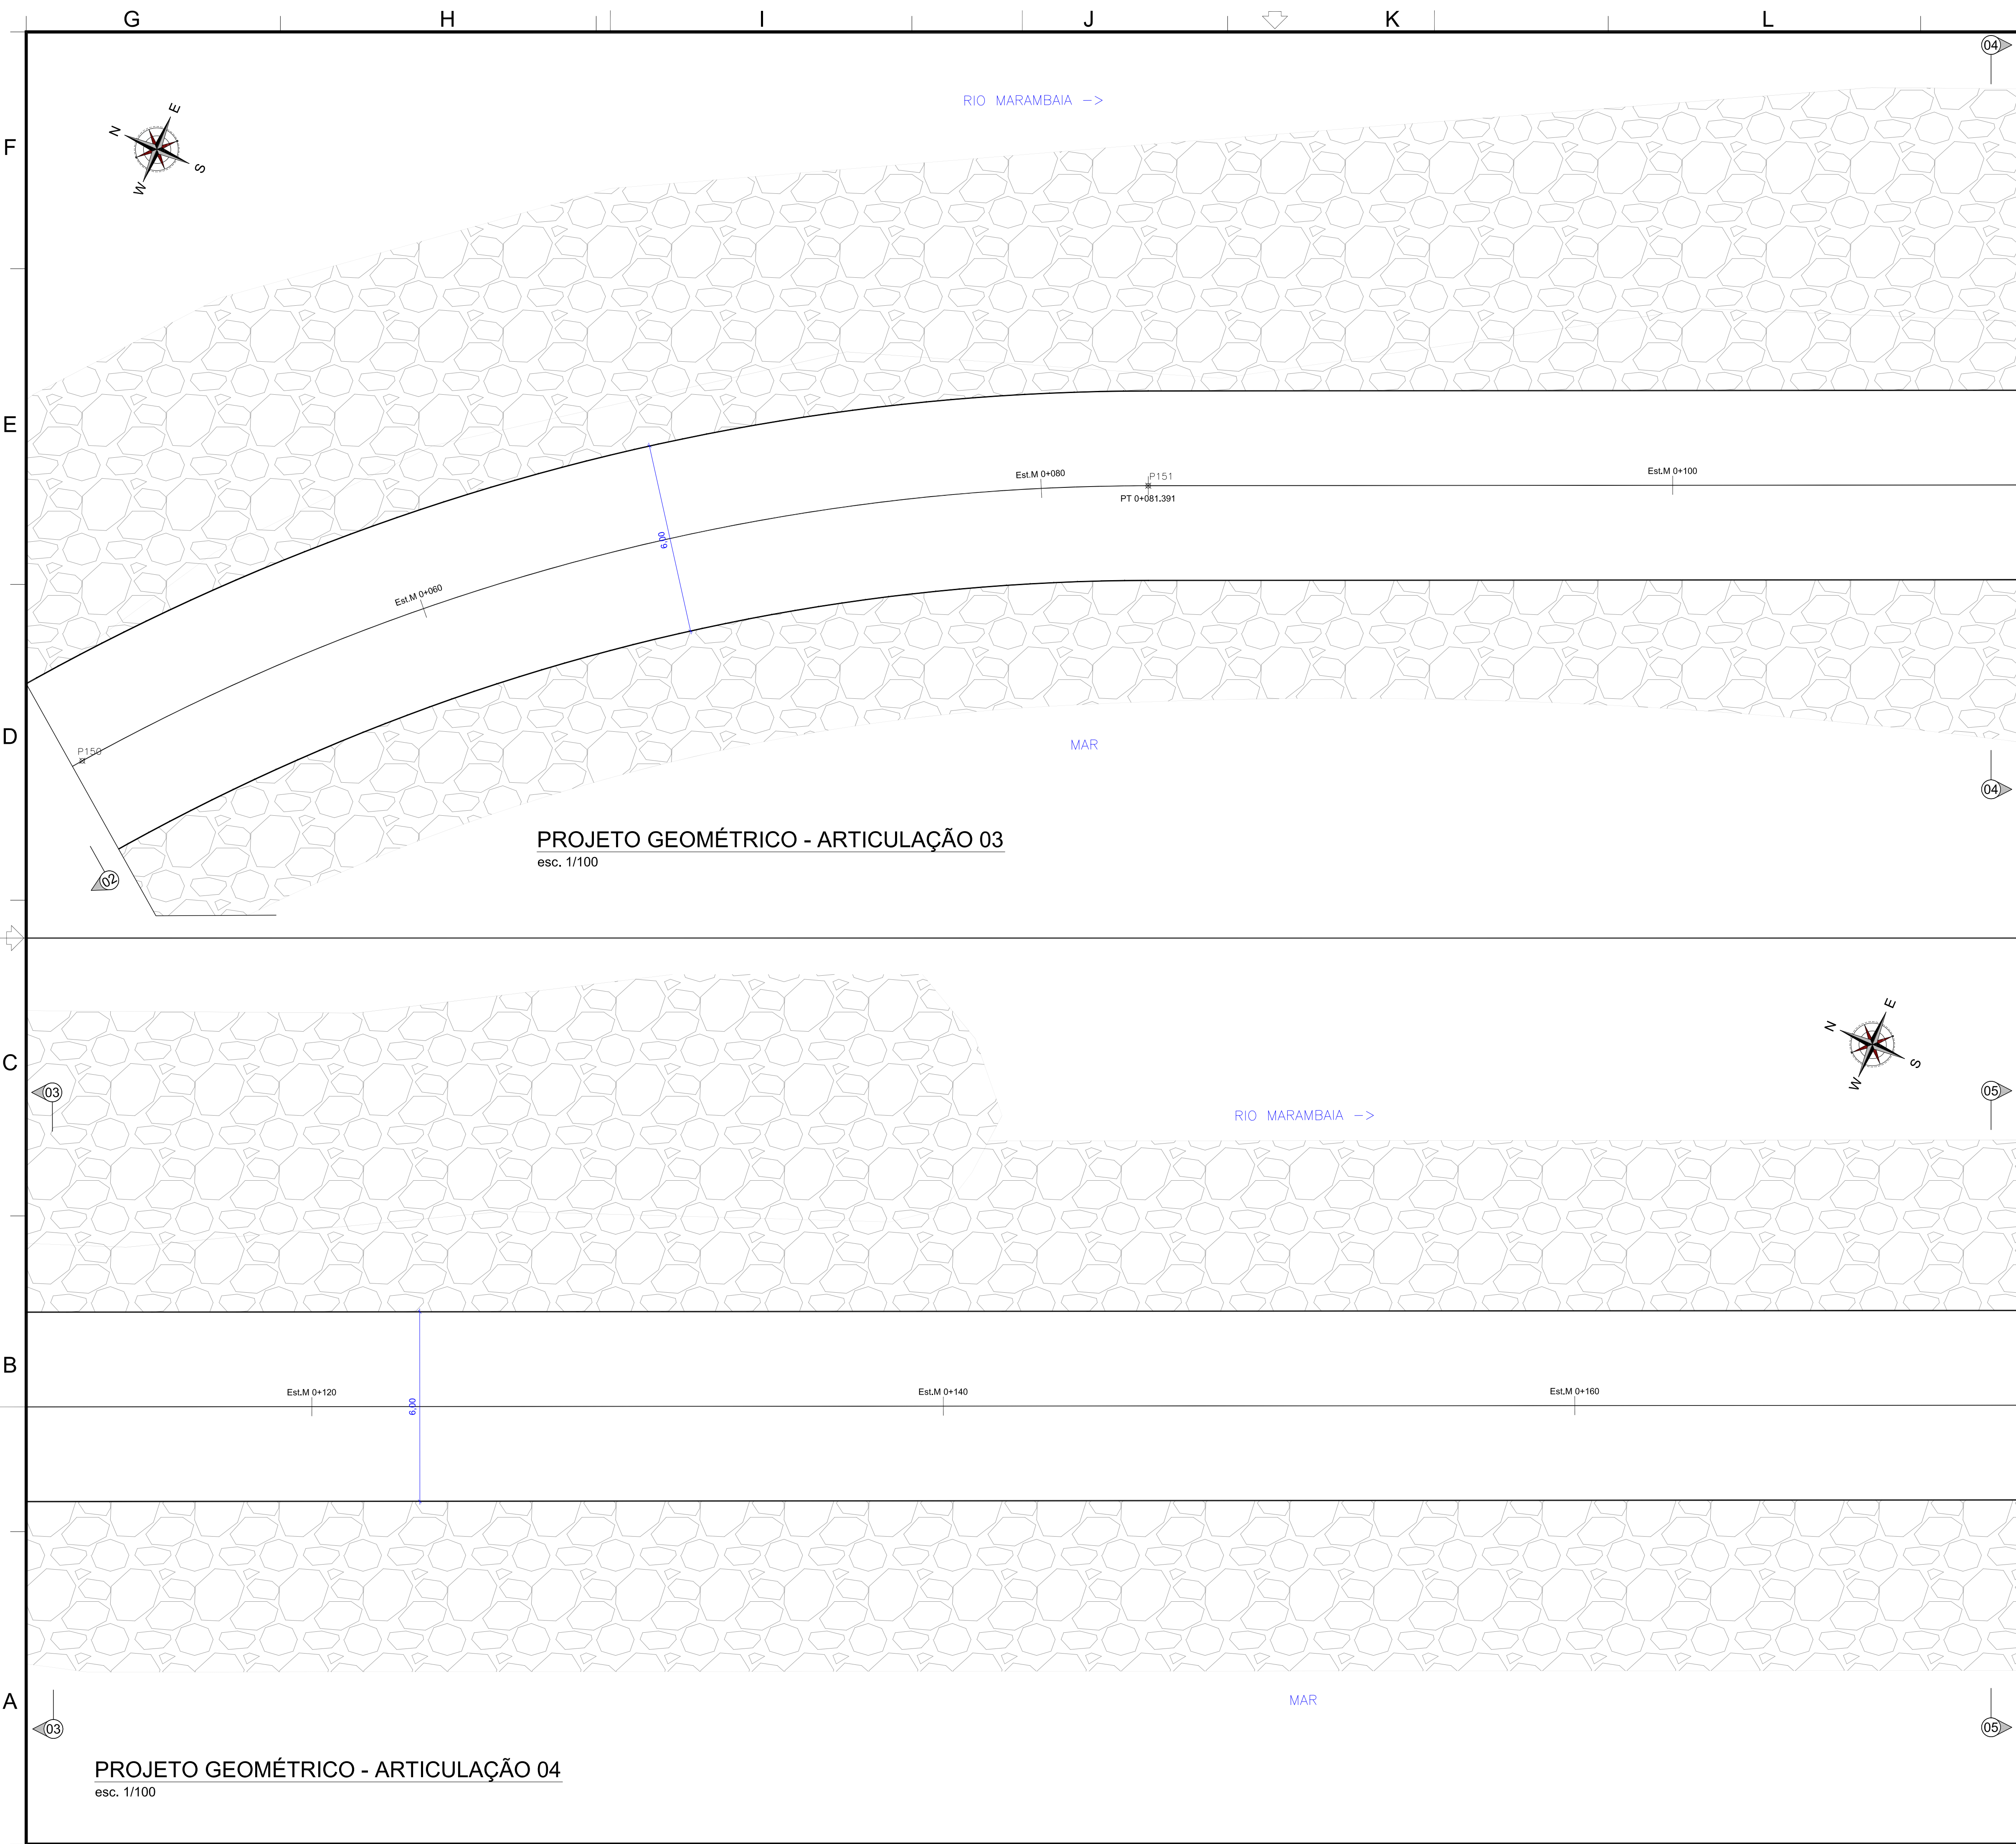 G H I J K L
04
F
E
N
S
W
RIO MARAMBAIA ->
E
6.00
Est.M 0+080
P151
PT 0+081.391
Est.M 0+100
Est.M 0+060
D
P150
MAR
04
02
PROJETO GEOMÉTRICO - ARTICULAÇÃO 03
esc. 1/100
C
E
N
S
W
03
05
RIO MARAMBAIA ->
B
Est.M 0+120
6.00
Est.M 0+140
Est.M 0+160
A
MAR
03
05
PROJETO GEOMÉTRICO - ARTICULAÇÃO 04
esc. 1/100